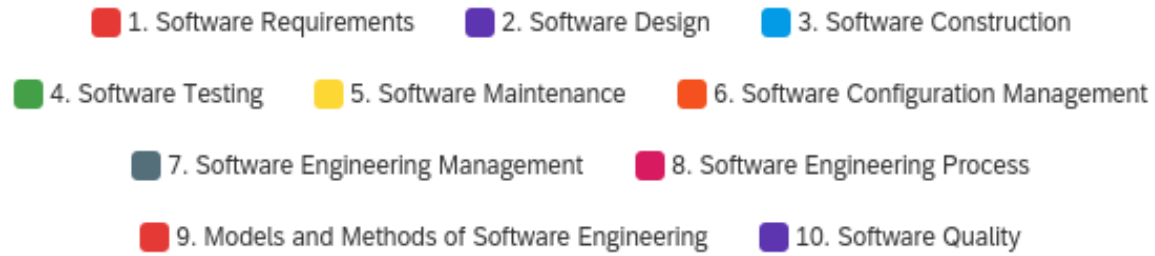 1. Software Requirements 2. Software Design 3. Software Construction
4. Software Testing 5. Software Maintenance 6. Software Configuration Management
7. Software Engineering Management 8. Software Engineering Process
9. Models and Methods of Software Engineering 10. Software Quality